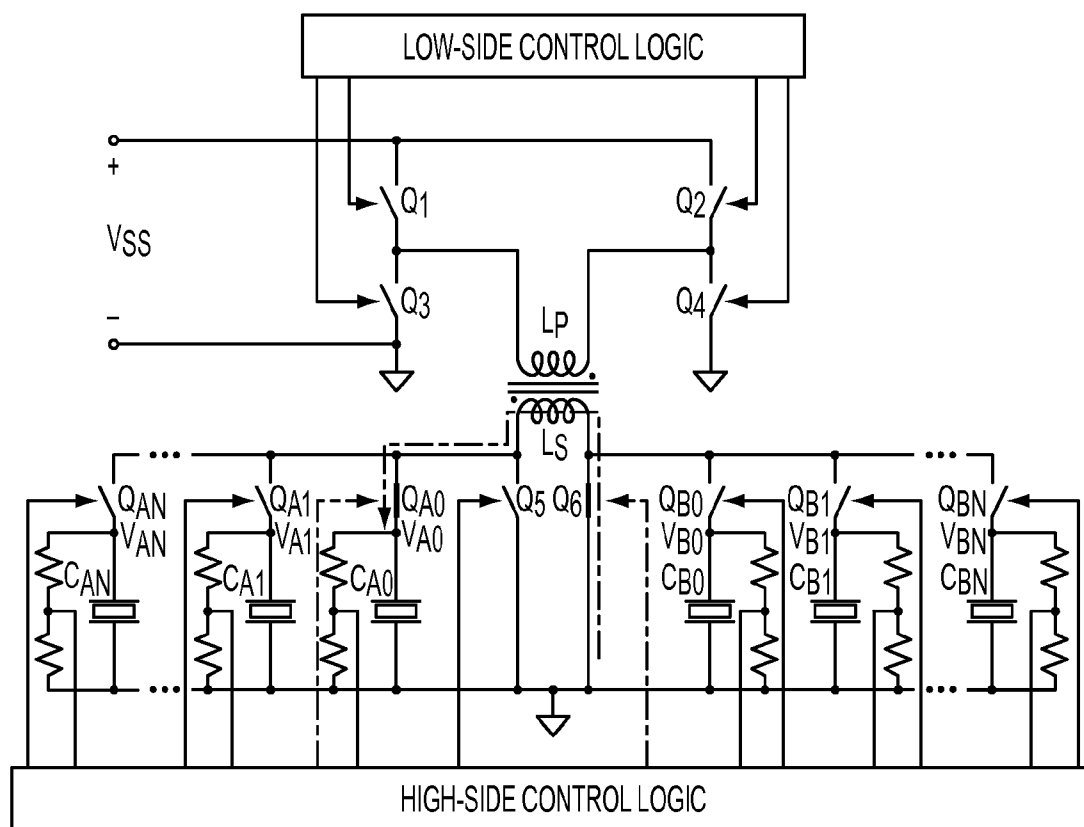 LOW-SIDE CONTROL LOGIC
+
VSS
–
Q1
Q2
Q3
Q4
LP
LS
QAN
QA1
QA0
Q5
Q6
QB0
QB1
QBN
VAN
VA1
VA0
VB0
VB1
VBN
CAN
CA1
CA0
CB0
CB1
CBN
HIGH-SIDE CONTROL LOGIC